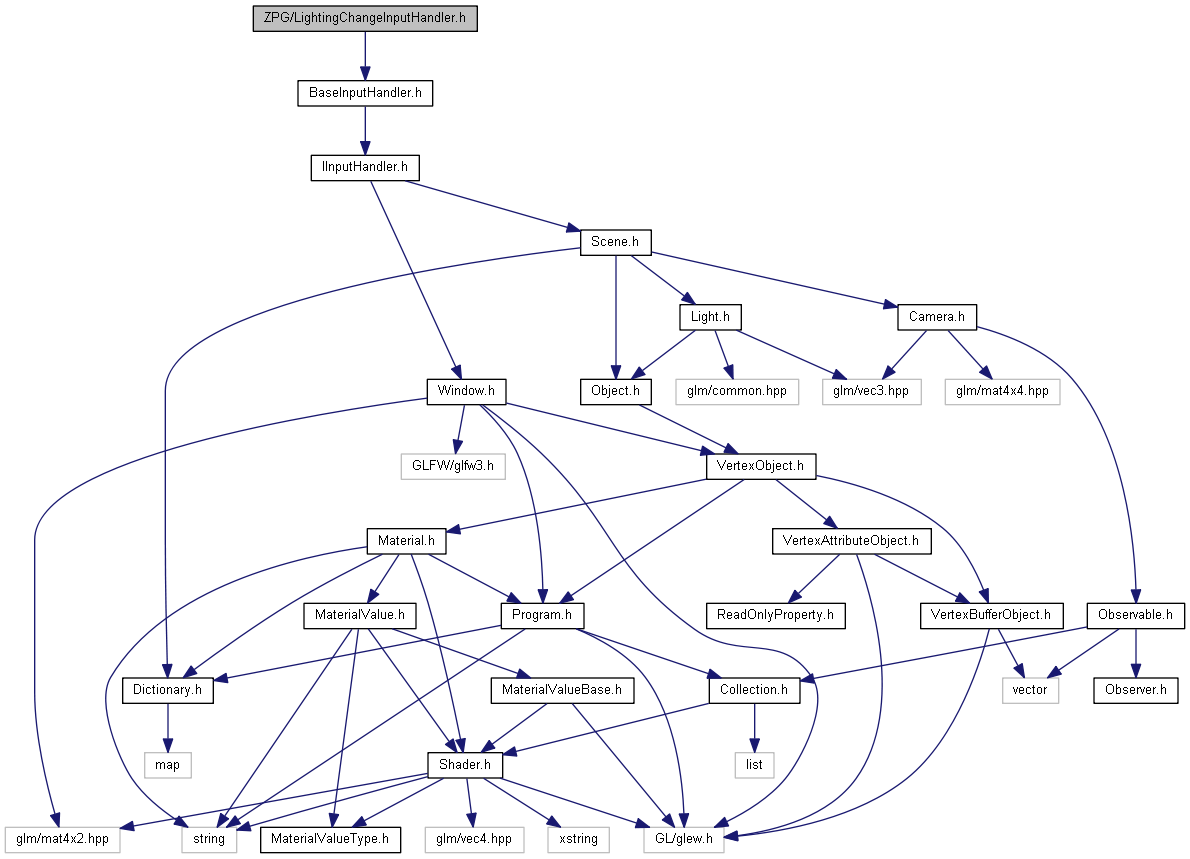 ZPG/LightingChangeInputHandler.h
BaseInputHandler.h
IInputHandler.h
Scene.h
Light.h
Camera.h
Window.h
Object.h
glm/common.hpp
glm/vec3.hpp
glm/mat4x4.hpp
GLFW/glfw3.h
VertexObject.h
Material.h
VertexAttributeObject.h
MaterialValue.h
Program.h
ReadOnlyProperty.h
VertexBufferObject.h
Observable.h
Dictionary.h
MaterialValueBase.h
Collection.h
vector
Observer.h
map
Shader.h
list
glm/mat4x2.hpp
string
MaterialValueType.h
glm/vec4.hpp
xstring
GL/glew.h